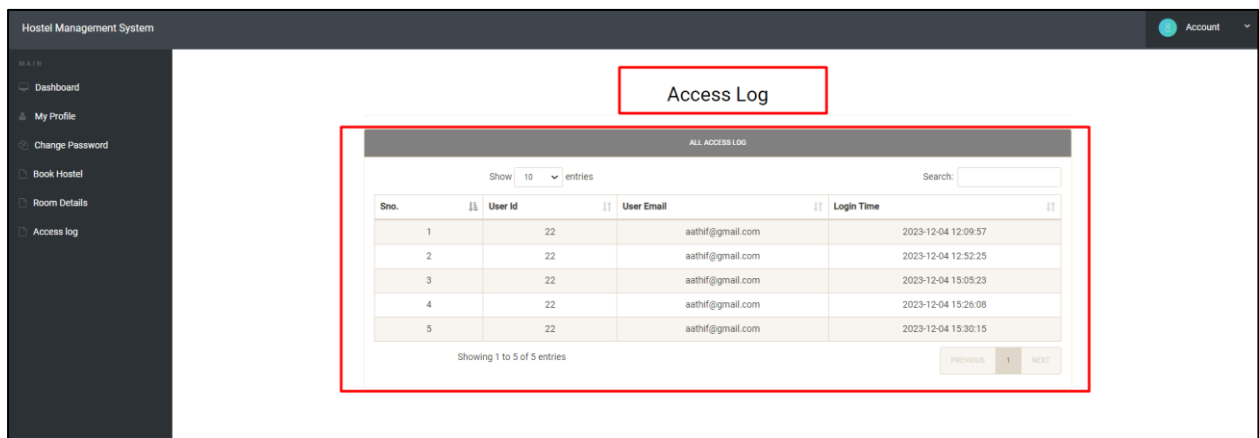 Hostel Management System
Account
MAIN
Dashboard
My Profile
Change Password
Book Hostel
Room Details
Access log
Access Log
ALL ACCESS LOG
Show 10 entries Search:
Sno. User Id User Email Login Time
1 22 aathif@gmail.com 2023-12-04 12:09:57
2 22 aathif@gmail.com 2023-12-04 12:52:25
3 22 aathif@gmail.com 2023-12-04 15:05:23
4 22 aathif@gmail.com 2023-12-04 15:26:08
5 22 aathif@gmail.com 2023-12-04 15:30:15
Showing 1 to 5 of 5 entries PREVIOUS 1 NEXT